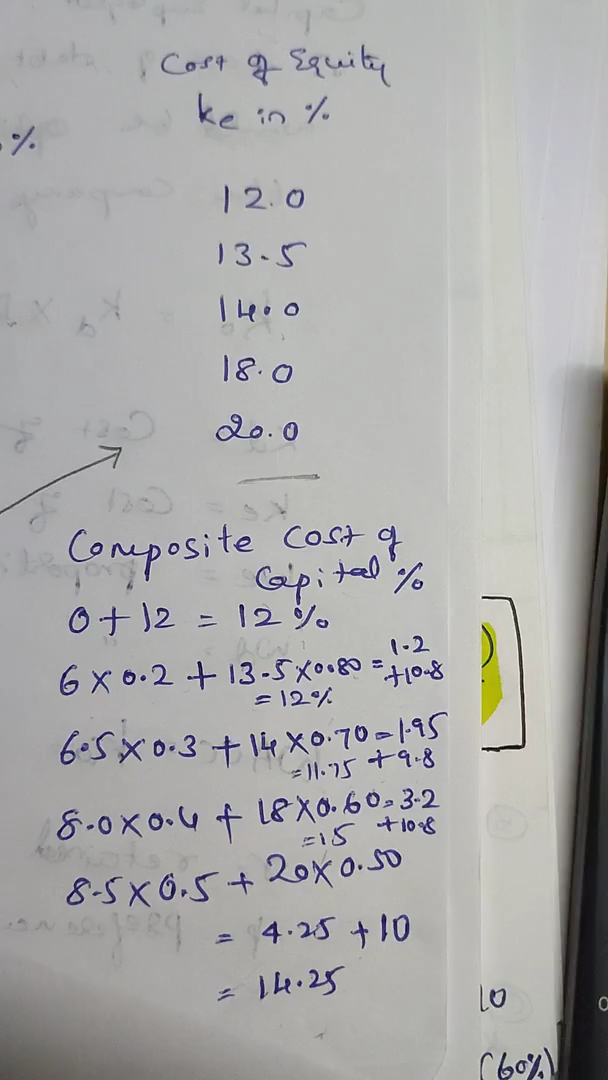 Cost of Equity
ke in %
%
12.0
13.5
14.0
18.0
20.0
Composite Cost of
Capital %
0 + 12 = 12 %
6 x 0.2 + 13.5 x 0.80 = 1.2
+10.8
= 12%
6.5 x 0.3 + 14 x 0.70 = 1.95
= 11.75 + 9.8
8.0 x 0.4 + 18 x 0.60 = 3.2
= 15 +10.8
8.5 x 0.5 + 20 x 0.50
= 4.25 + 10
= 14.25
10
(60%)